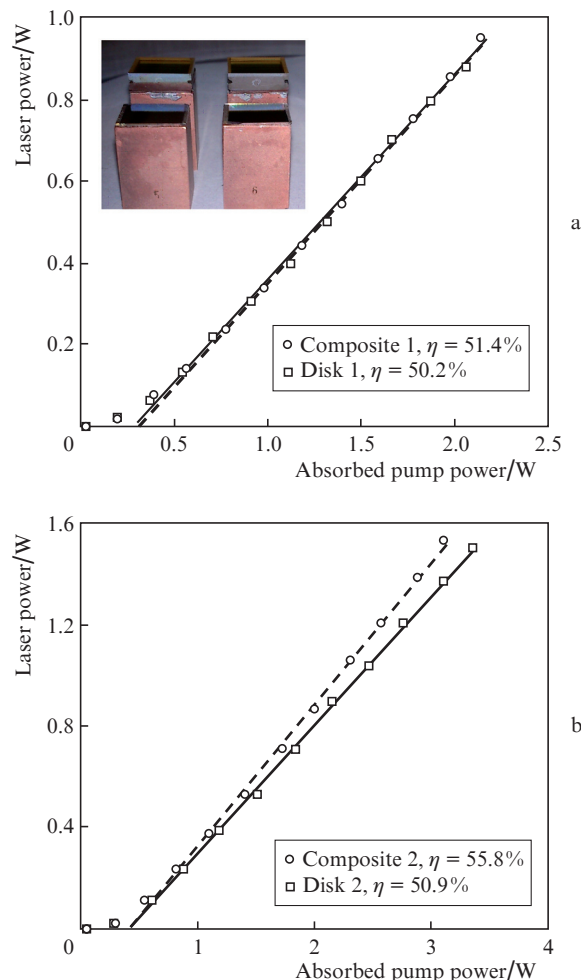 1.0
0.8
0.6
0.4
0.2
0
0.5
1.0
1.5
2.0
2.5
Laser power/W
Absorbed pump power/W
Composite 1, η = 51.4%
Disk 1, η = 50.2%
6
a
1.6
1.2
0.8
0.4
0
1
2
3
4
Laser power/W
Absorbed pump power/W
Composite 2, η = 55.8%
Disk 2, η = 50.9%
b